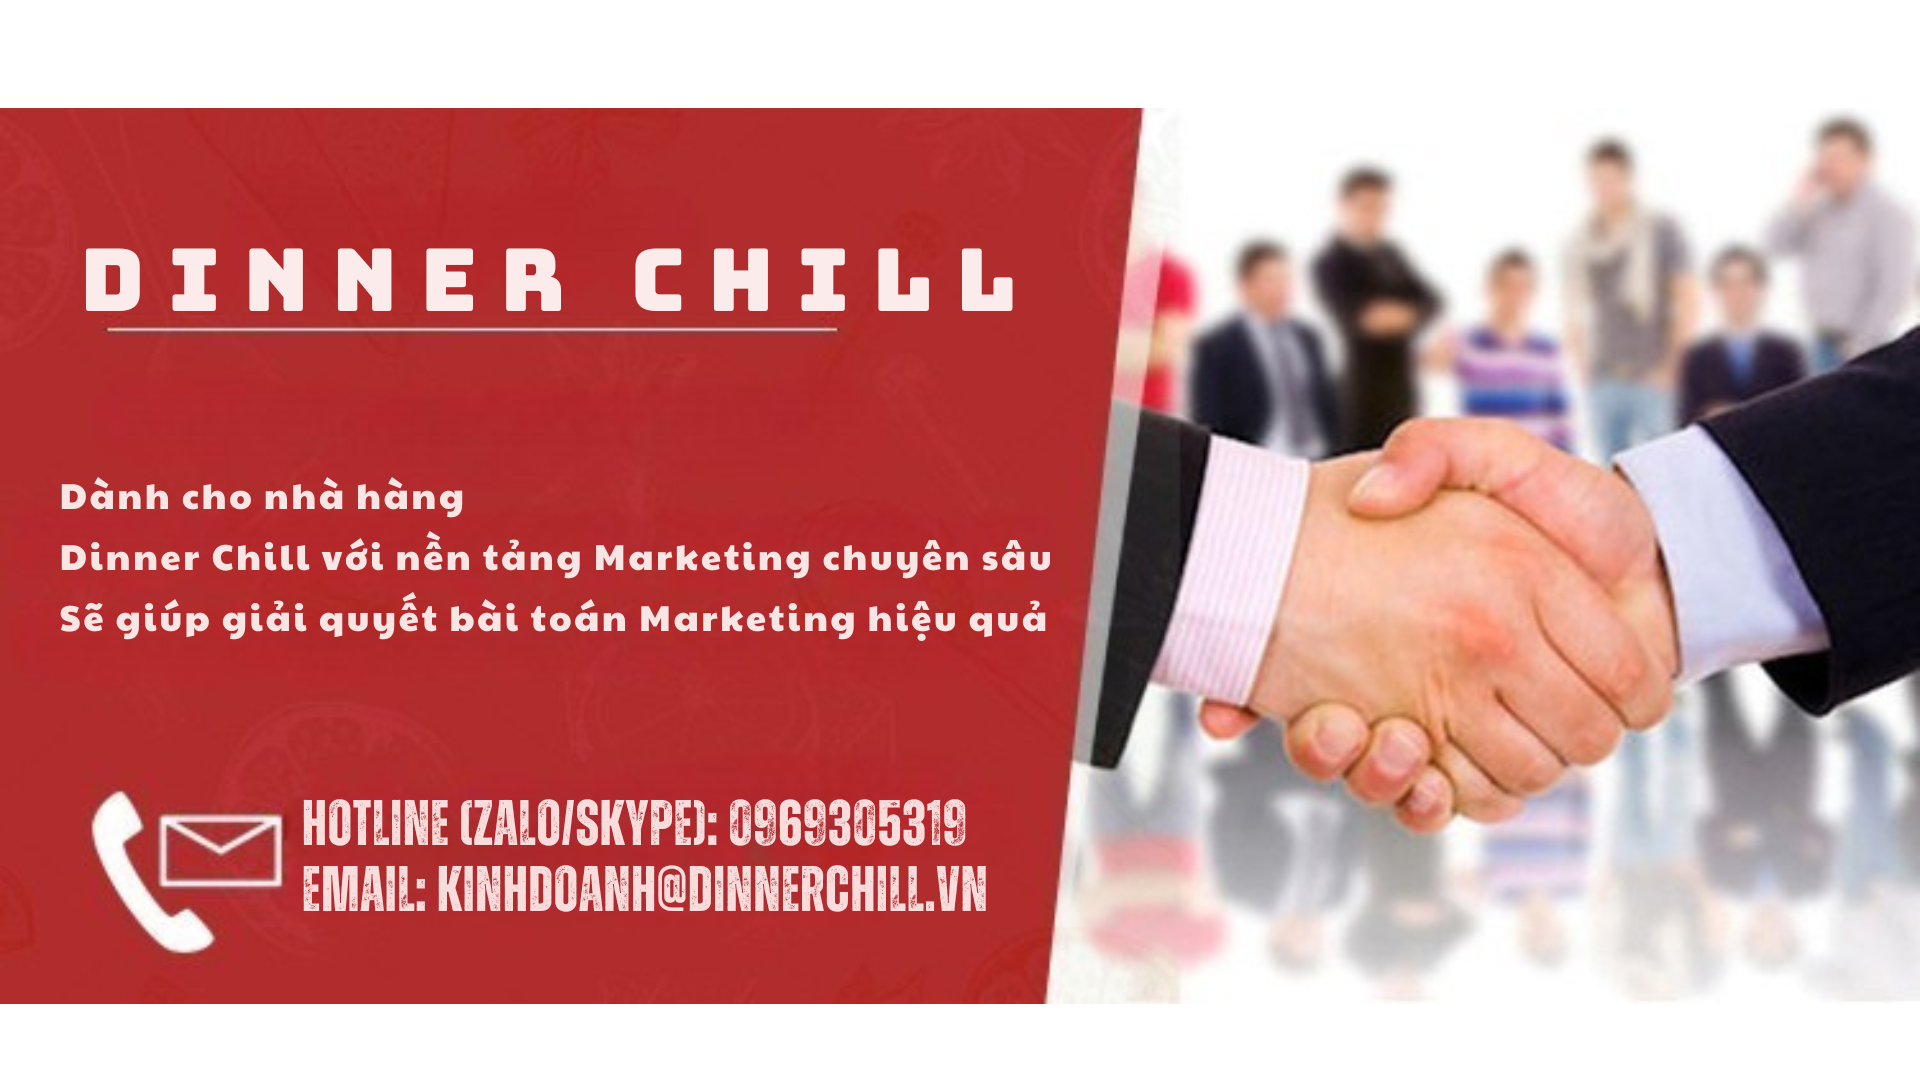 DINNER CHILL
Dành cho nhà hàng
Dinner Chill với nền tảng Marketing chuyên sâu
Sẽ giúp giải quyết bài toán Marketing hiệu quả
HOTLINE (ZALO/SKYPE): 0969305319
EMAIL: KINHDOANH@DINNERCHILL.VN